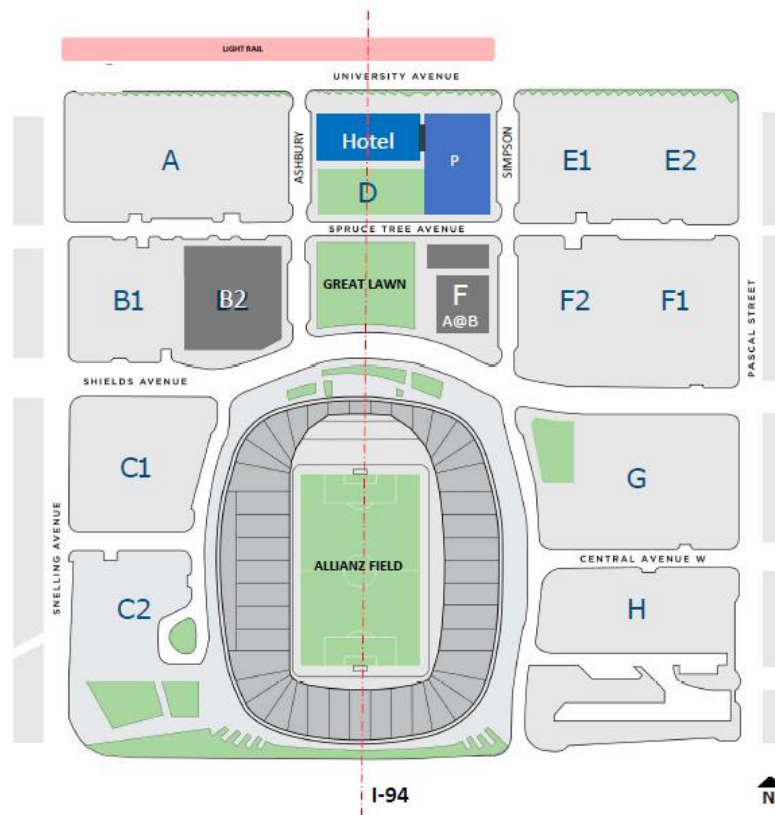 LIGHT RAIL
UNIVERSITY AVENUE
A
ASHBURY
Hotel
D
P
SIMPSON
E1
E2
SPRUCE TREE AVENUE
B1
B2
GREAT LAWN
F
A@B
F2
F1
PASCAL STREET
SHIELDS AVENUE
C1
G
SNELLING AVENUE
ALLIANZ FIELD
CENTRAL AVENUE W
C2
H
I-94
N